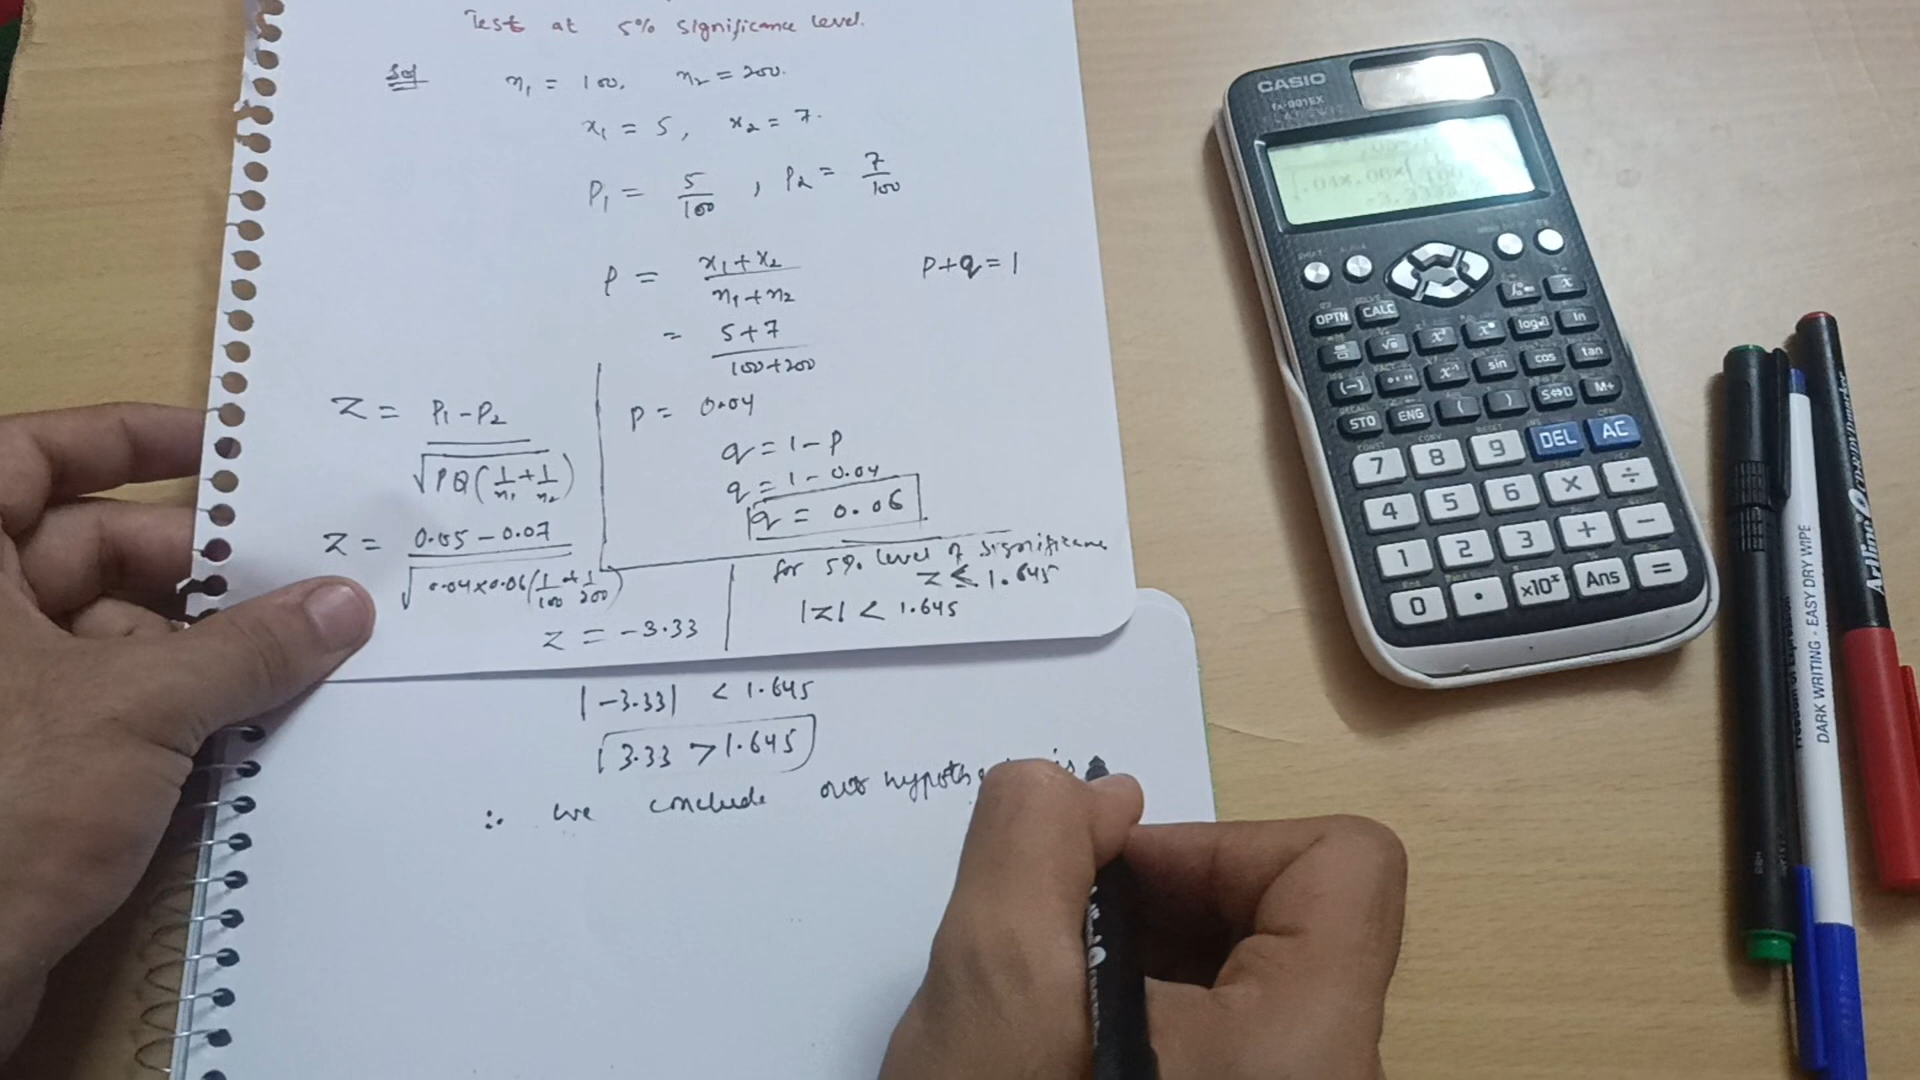 Test at 5% significance level.
Sol n₁ = 100, n₂ = 200.
x₁ = 5, x₂ = 7.
P₁ = 5/100, P₂ = 7/100
P = x₁+x₂ / n₁+n₂
P+q = 1
= 5+7 / 100+200
P = 0.04
q = 1-P
q = 1-0.04
q = 0.06
Z = P₁-P₂ / √PQ(1/n₁+1/n₂)
Z = 0.05-0.07 / √0.04×0.06(1/100+1/200)
Z = -3.33
for 5% level of significance
Z < 1.645
|Z| < 1.645
|-3.33| < 1.645
3.33 > 1.645
∴ we conclude our is
CASIO
fx-991EX
OPTN CALC
log ln
(-) x⁻¹ sin cos tan
STO ENG ( ) S⇔D M+
7 8 9 DEL AC
4 5 6 × ÷
1 2 3 + −
0 . ×10ˣ Ans =
DARK WRITING - EASY DRY WIPE
Artline